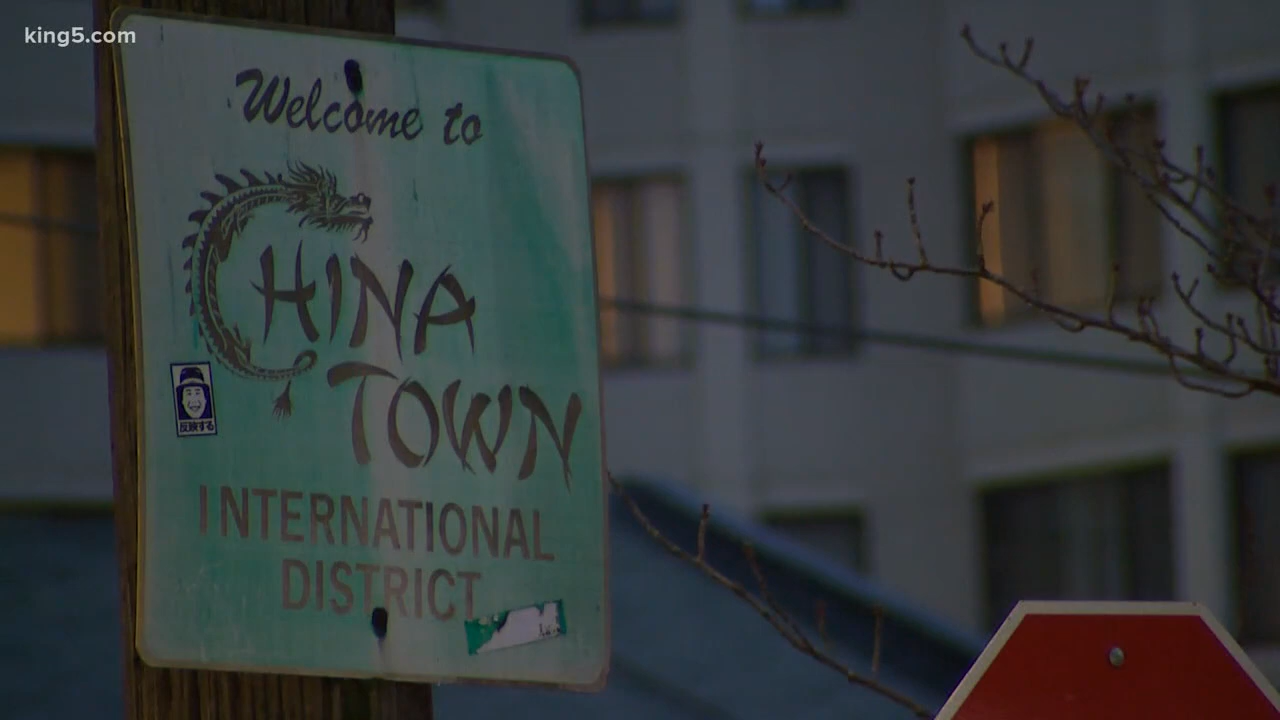 king5.com
Welcome to
CHINA
TOWN
反映する
INTERNATIONAL
DISTRICT